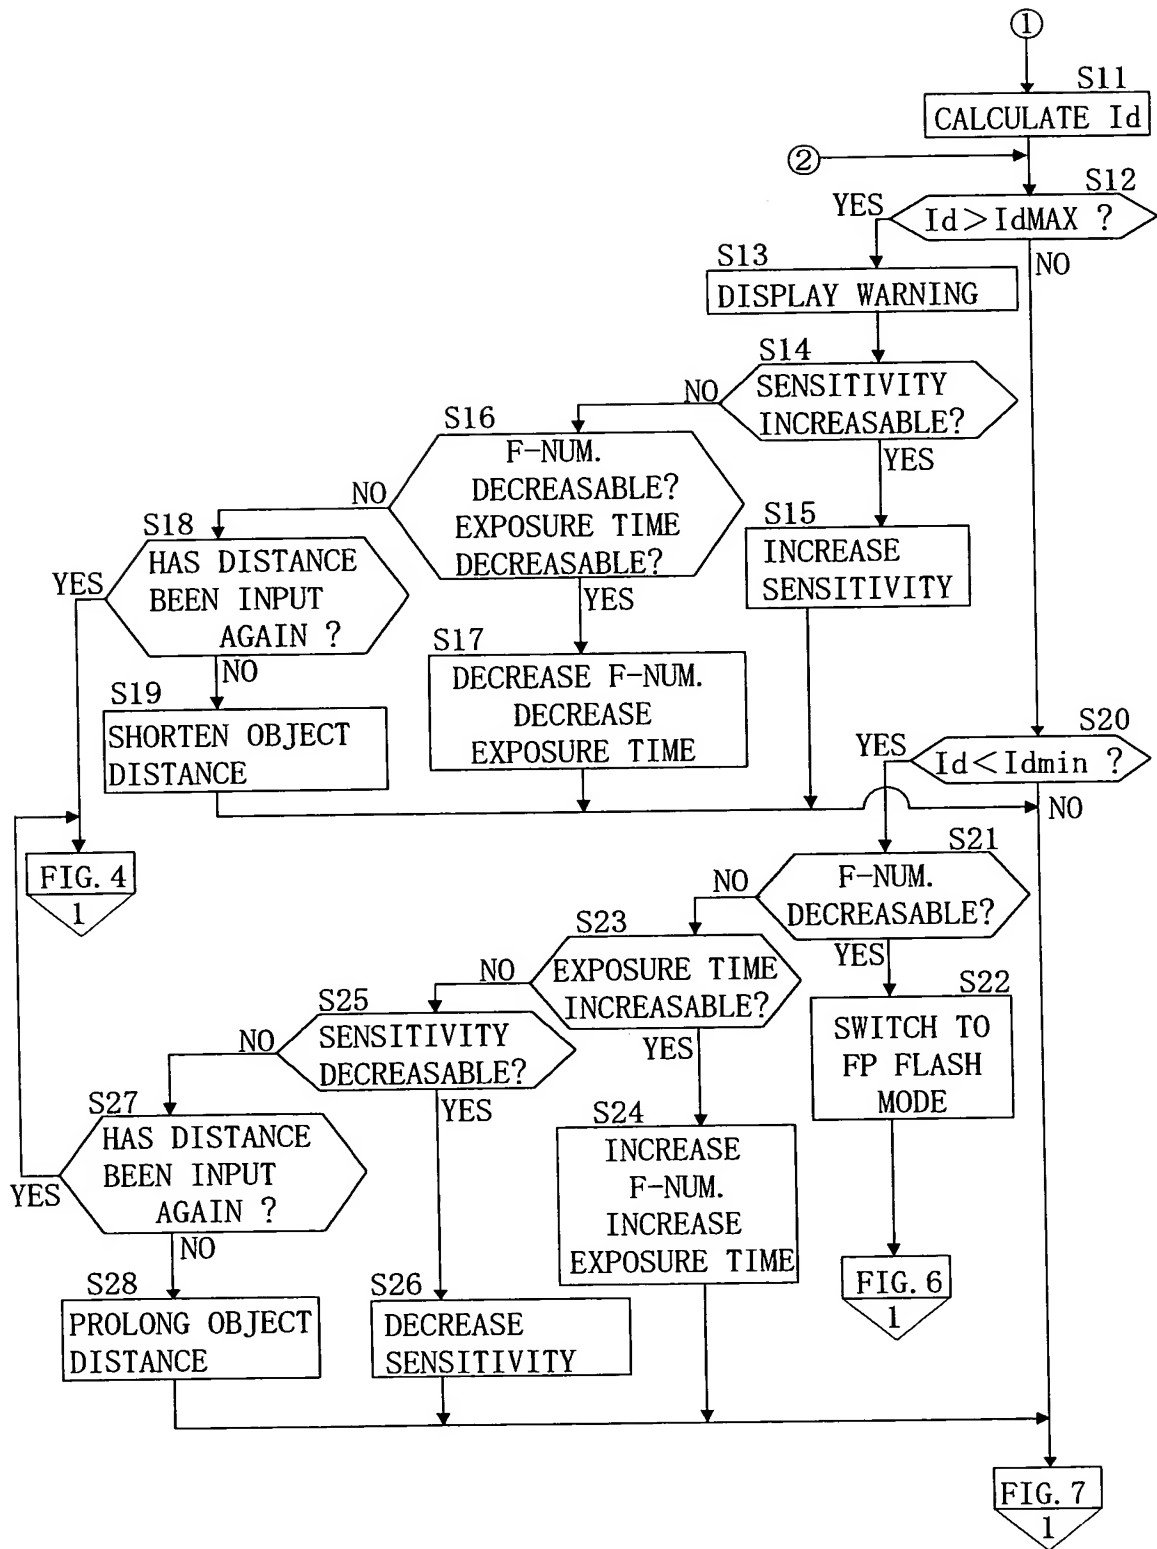 ①
S11
CALCULATE Id
②
S12
Id>IdMAX ?
YES
NO
S13
DISPLAY WARNING
S14
SENSITIVITY
INCREASABLE?
NO
YES
S16
F-NUM.
DECREASABLE?
EXPOSURE TIME
DECREASABLE?
NO
YES
S15
INCREASE
SENSITIVITY
S18
HAS DISTANCE
BEEN INPUT
AGAIN ?
YES
NO
S17
DECREASE F-NUM.
DECREASE
EXPOSURE TIME
S19
SHORTEN OBJECT
DISTANCE
S20
Id<Idmin ?
YES
NO
FIG. 4
1
S21
F-NUM.
DECREASABLE?
NO
YES
S22
SWITCH TO
FP FLASH
MODE
S23
EXPOSURE TIME
INCREASABLE?
NO
YES
S25
SENSITIVITY
DECREASABLE?
NO
YES
S24
INCREASE
F-NUM.
INCREASE
EXPOSURE TIME
S27
HAS DISTANCE
BEEN INPUT
AGAIN ?
YES
NO
FIG. 6
1
S28
PROLONG OBJECT
DISTANCE
S26
DECREASE
SENSITIVITY
FIG. 7
1